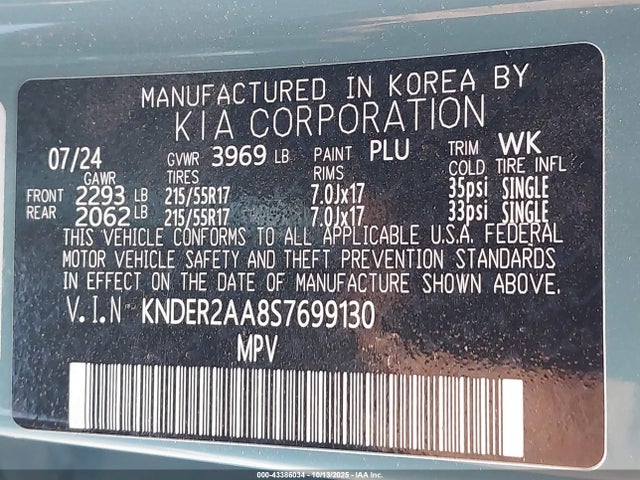 MANUFACTURED IN KOREA BY
KIA CORPORATION
07/24 GVWR 3969 LB PAINT PLU TRIM WK
GAWR TIRES RIMS COLD TIRE INFL
FRONT 2293 LB 215/55R17 7.0Jx17 35psi SINGLE
REAR 2062 LB 215/55R17 7.0Jx17 33psi SINGLE
THIS VEHICLE CONFORMS TO ALL APPLICABLE U.S.A. FEDERAL
MOTOR VEHICLE SAFETY AND THEFT PREVENTION STANDARDS
IN EFFECT ON THE DATE OF MANUFACTURE SHOWN ABOVE.
V.I.N KNDER2AA8S7699130
MPV
000-43386034 | 10/13/2025 | IAA Inc.